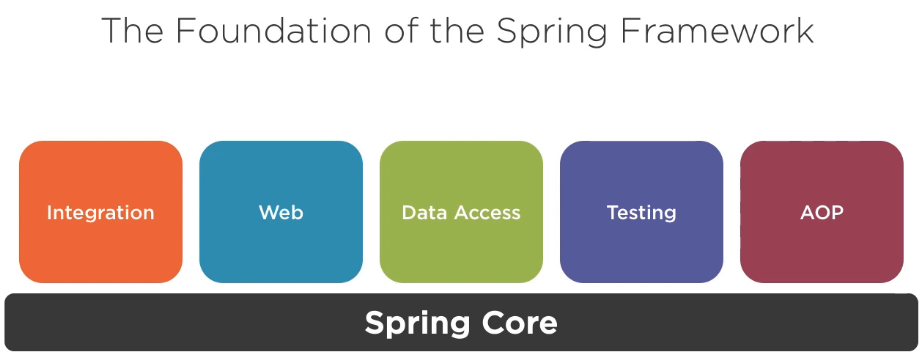 The Foundation of the Spring Framework
Integration
Web
Data Access
Testing
AOP
Spring Core